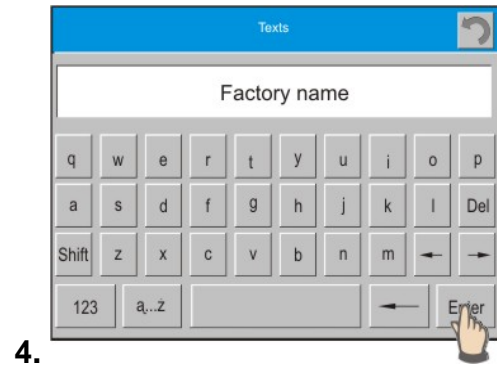 Texts
Factory name
q w e r t y u i o p
a s d f g h j k l Del
Shift z x c v b n m ← →
123 ą...ż ← Enter
4.